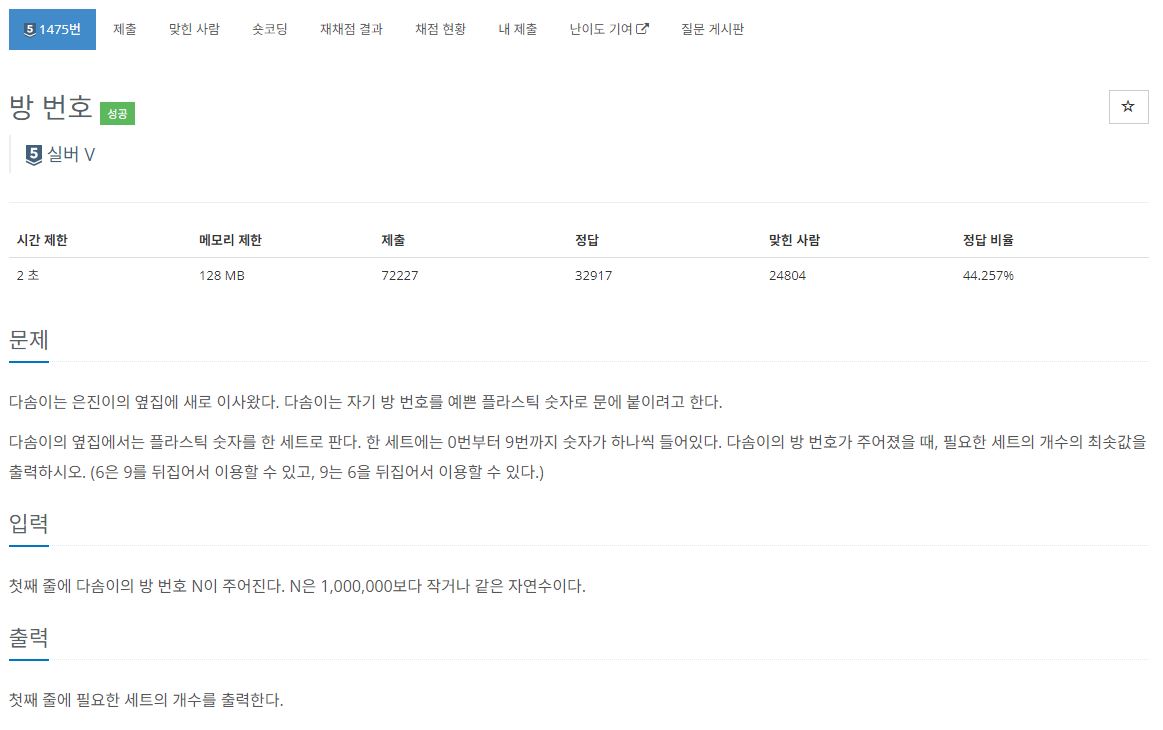 5 1475번 제출 맞힌 사람 숏코딩 재채점 결과 채점 현황 내 제출 난이도 기여 질문 게시판
방 번호 성공
5 실버 V
시간 제한 메모리 제한 제출 정답 맞힌 사람 정답 비율
2 초 128 MB 72227 32917 24804 44.257%
문제
다솜이는 은진이의 옆집에 새로 이사왔다. 다솜이는 자기 방 번호를 예쁜 플라스틱 숫자로 문에 붙이려고 한다.
다솜이의 옆집에서는 플라스틱 숫자를 한 세트로 판다. 한 세트에는 0번부터 9번까지 숫자가 하나씩 들어있다. 다솜이의 방 번호가 주어졌을 때, 필요한 세트의 개수의 최솟값을
출력하시오. (6은 9를 뒤집어서 이용할 수 있고, 9는 6을 뒤집어서 이용할 수 있다.)
입력
첫째 줄에 다솜이의 방 번호 N이 주어진다. N은 1,000,000보다 작거나 같은 자연수이다.
출력
첫째 줄에 필요한 세트의 개수를 출력한다.